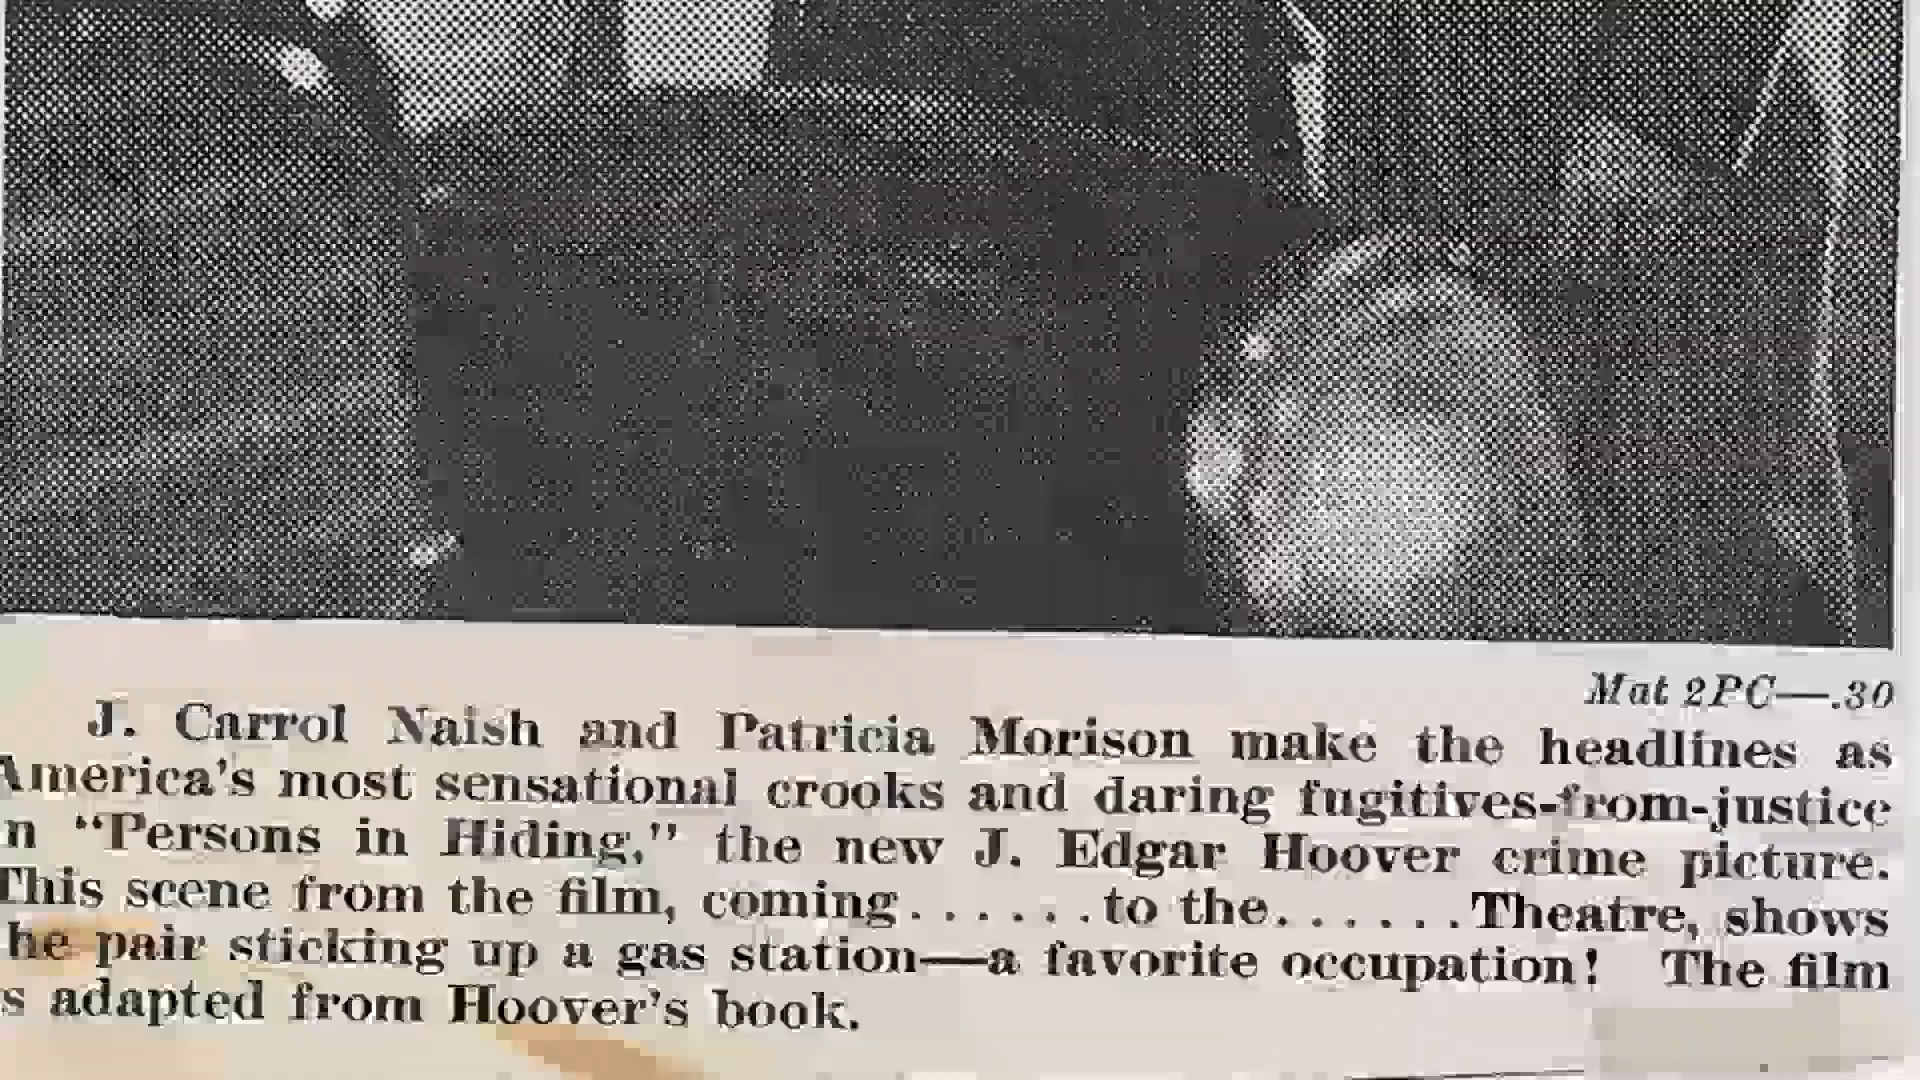 Mat 2PC—.30
J. Carrol Naish and Patricia Morison make the headlines as
America's most sensational crooks and daring fugitives-from-justice
n “Persons in Hiding,” the new J. Edgar Hoover crime picture.
This scene from the film, coming......to the......Theatre, shows
he pair sticking up a gas station—a favorite occupation! The film
s adapted from Hoover's book.